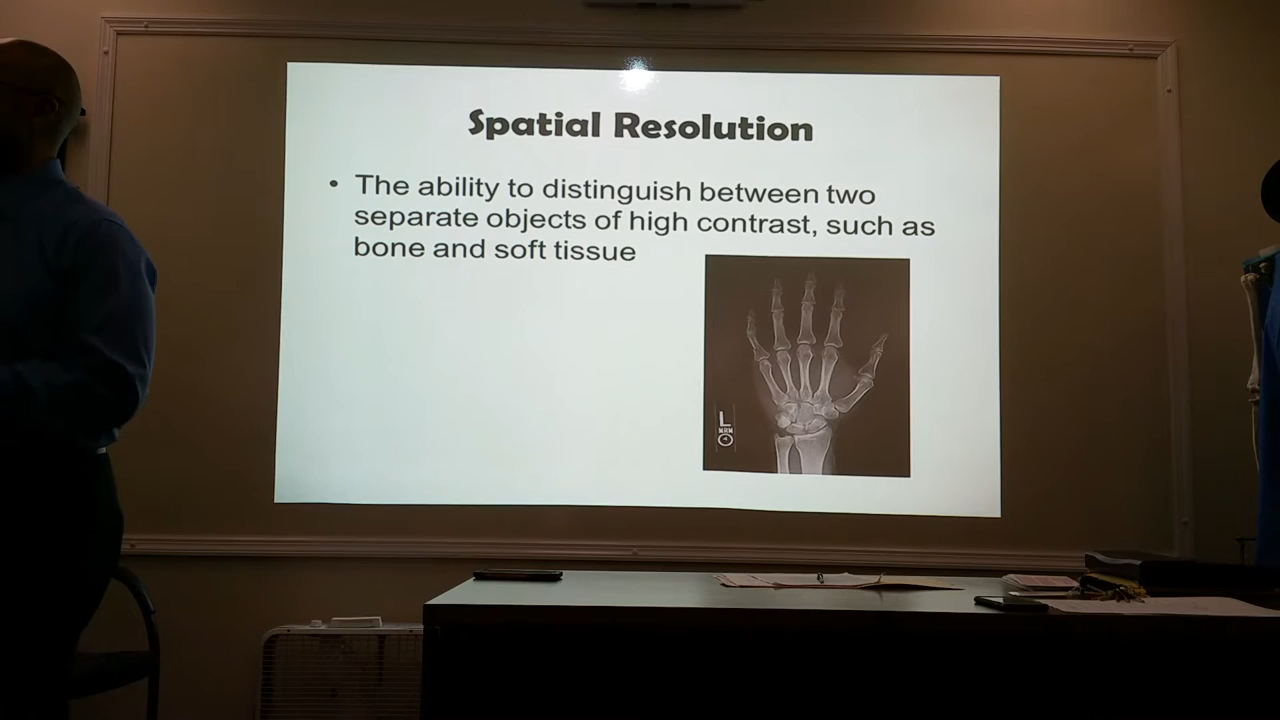 Spatial Resolution
• The ability to distinguish between two
separate objects of high contrast, such as
bone and soft tissue
L
MRM